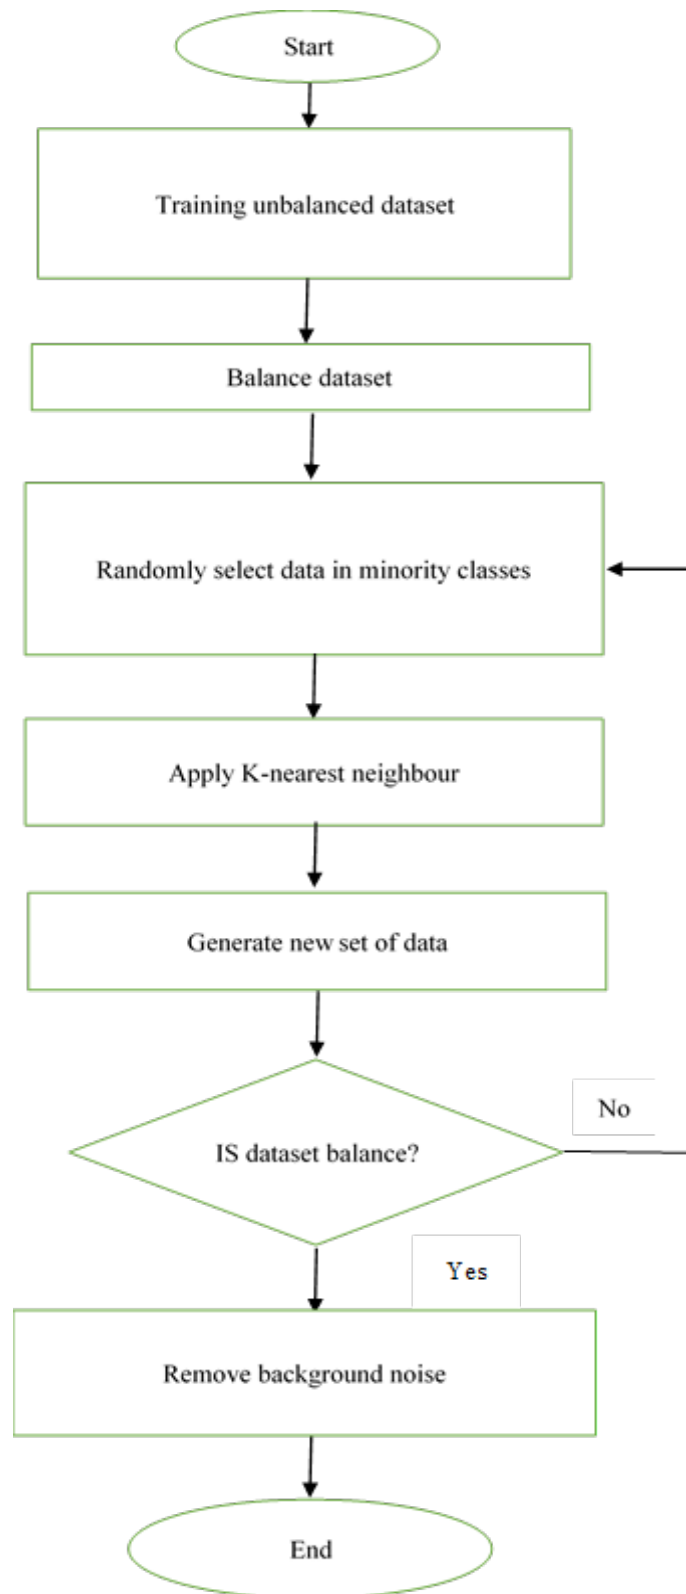 Start
Training unbalanced dataset
Balance dataset
Randomly select data in minority classes
Apply K-nearest neighbour
Generate new set of data
IS dataset balance?
No
Yes
Remove background noise
End